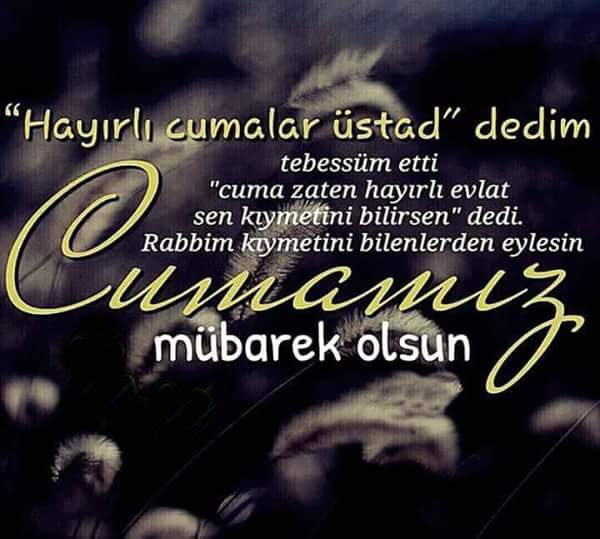 “Hayırlı cumalar üstad” dedim
tebessüm etti
"cuma zaten hayırlı evlat
sen kıymetini bilirsen" dedi.
Rabbim kıymetini bilenlerden eylesin
Cumamız
mübarek olsun